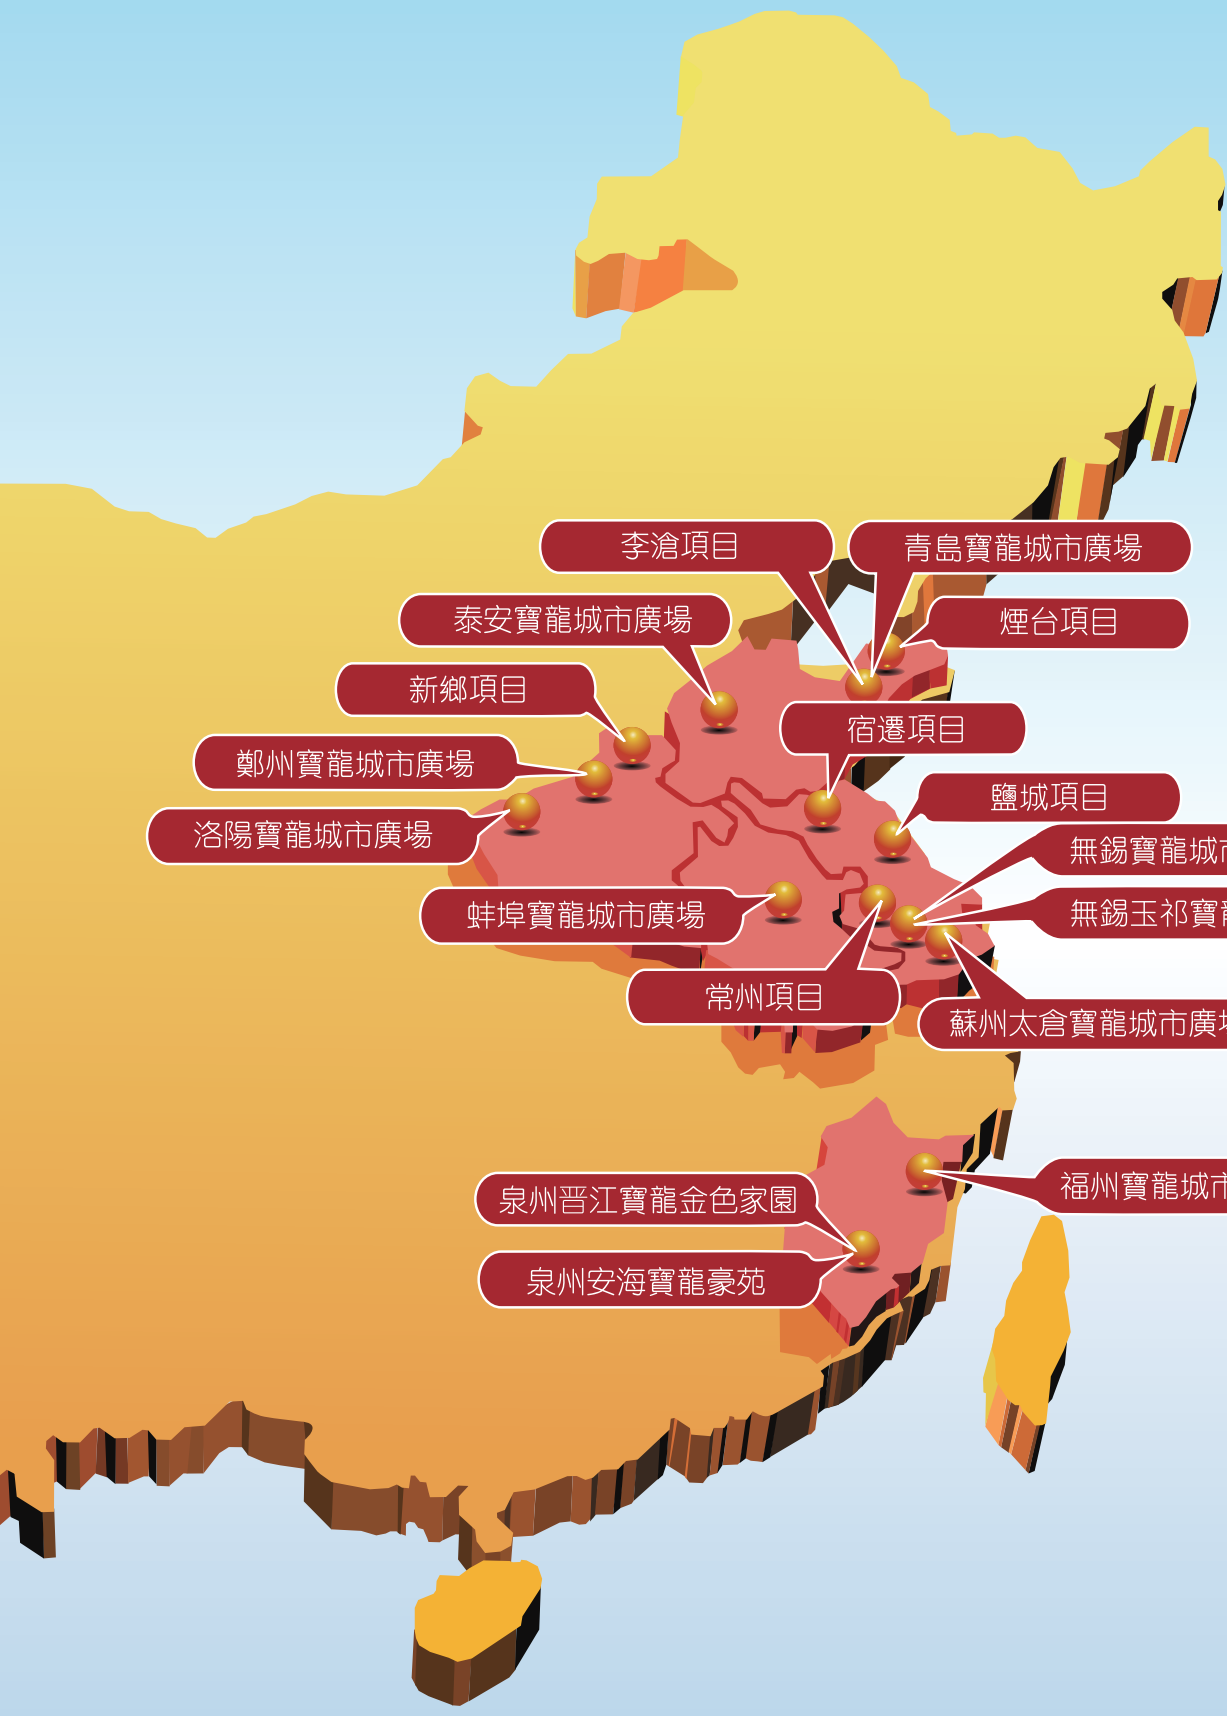 李滄項目
青島寶龍城市廣場
泰安寶龍城市廣場
煙台項目
新鄉項目
宿遷項目
鄭州寶龍城市廣場
鹽城項目
洛陽寶龍城市廣場
無錫寶龍城市
蚌埠寶龍城市廣場
無錫玉祁寶龍
常州項目
蘇州太倉寶龍城市廣場
福州寶龍城市
泉州晋江寶龍金色家園
泉州安海寶龍豪苑